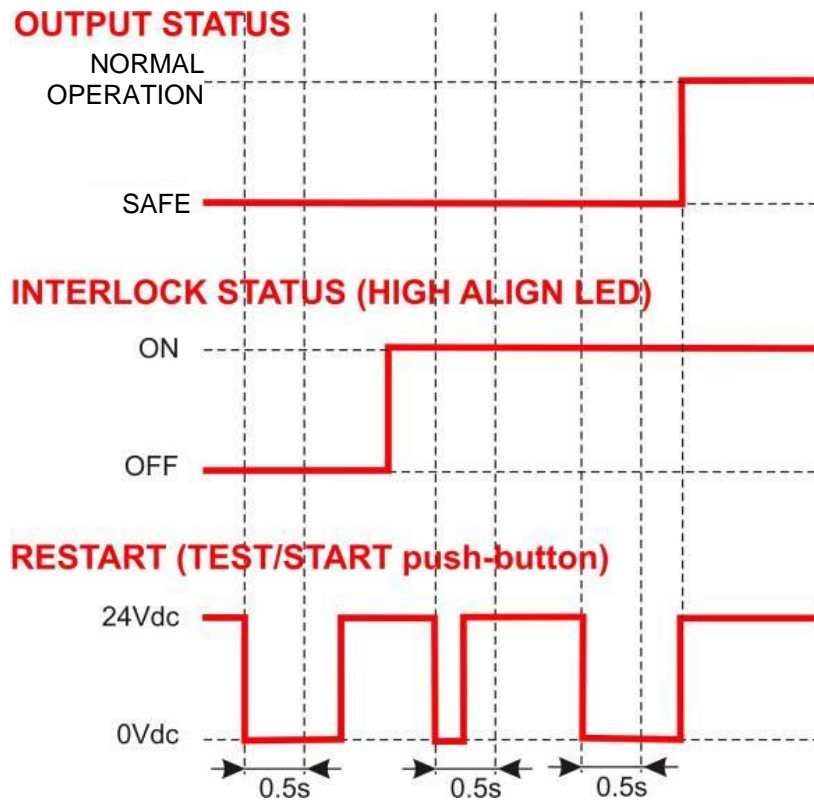 OUTPUT STATUS
NORMAL
OPERATION
SAFE
INTERLOCK STATUS (HIGH ALIGN LED)
ON
OFF
RESTART (TEST/START push-button)
24Vdc
0Vdc
0.5s 0.5s 0.5s